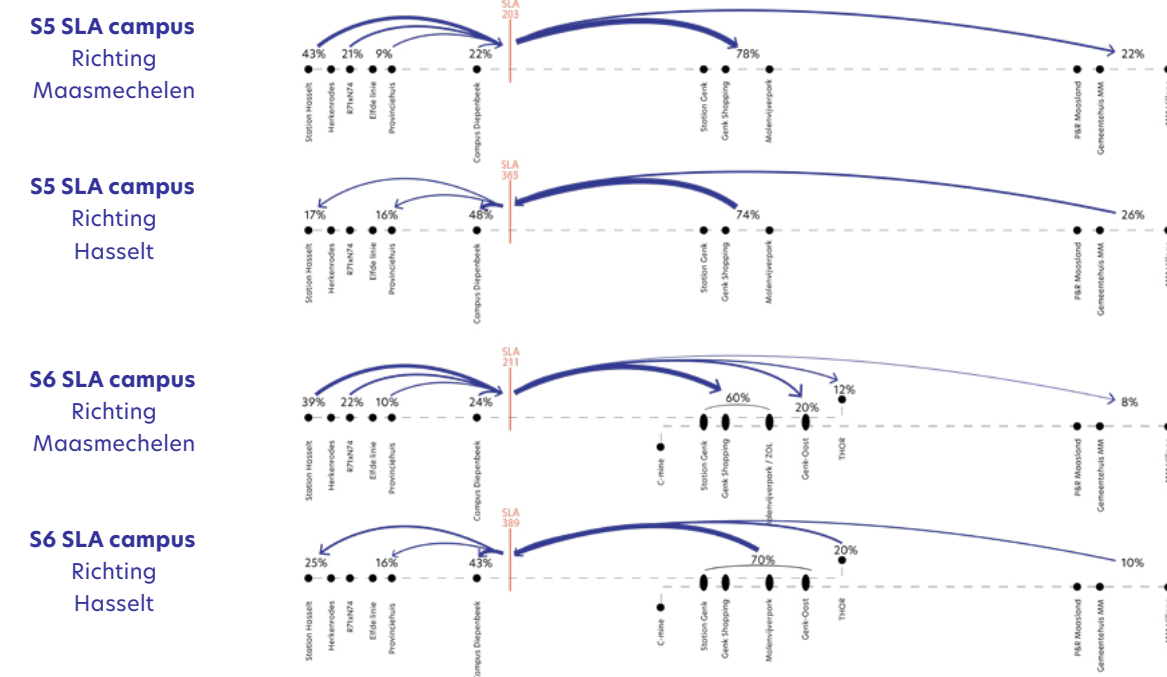 S5 SLA campus
Richting
Maasmechelen
SLA
203
43%
21%
9%
22%
78%
22%
Station Hasselt
Herkenrodes
R71xN74
Elfde linie
Provinciehuis
Campus Diepenbeek
Station Genk
Genk Shopping
Molenvijverpark
P&R Maasland
Gemeentehuis MM
S5 SLA campus
Richting
Hasselt
SLA
365
17%
16%
48%
74%
26%
Station Hasselt
Herkenrodes
R71xN74
Elfde linie
Provinciehuis
Campus Diepenbeek
Station Genk
Genk Shopping
Molenvijverpark
P&R Maasland
Gemeentehuis MM
S6 SLA campus
Richting
Maasmechelen
SLA
211
39%
22%
10%
24%
60%
20%
12%
8%
Station Hasselt
Herkenrodes
R71xN74
Elfde linie
Provinciehuis
Campus Diepenbeek
C-mine
Station Genk
Genk Shopping
Molenvijverpark / ZOL
Genk-Oost
THOR
P&R Maasland
Gemeentehuis MM
S6 SLA campus
Richting
Hasselt
SLA
389
25%
16%
43%
70%
20%
10%
Station Hasselt
Herkenrodes
R71xN74
Elfde linie
Provinciehuis
ampus Diepenbeek
C-mine
Station Genk
Genk Shopping
Molenvijverpark
Genk-Oost
THOR
P&R Maasland
Gemeentehuis MM